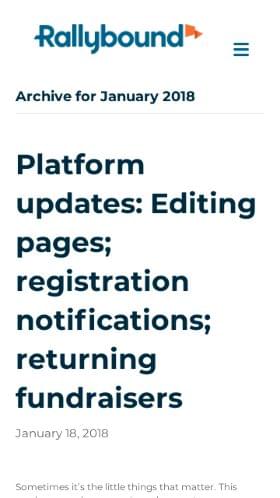 Rallybound
Archive for January 2018
Platform
updates: Editing
pages;
registration
notifications;
returning
fundraisers
January 18, 2018
Sometimes it's the little things that matter. This